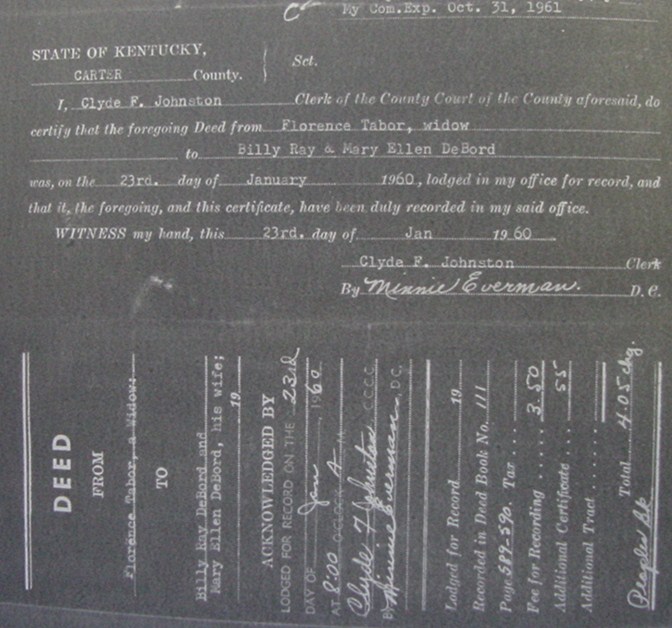 My Com.Exp. Oct. 31, 1961
STATE OF KENTUCKY,
CARTER County. Sct.
I, Clyde F. Johnston Clerk of the County Court of the County aforesaid, do
certify that the foregoing Deed from Florence Tabor, widow
to Billy Ray & Mary Ellen DeBord
was, on the 23rd. day of January 1960, lodged in my office for record, and
that it, the foregoing, and this certificate, have been duly recorded in my said office.
WITNESS my hand, this 23rd. day of Jan 1960
Clyde F. Johnston Clerk
By Minnie Everman. D. C.
DEED
FROM
Florence Tabor, a Widow;
TO
Billy Ray DeBord and
Mary Ellen DeBord, his wife;
19
ACKNOWLEDGED BY
LODGED FOR RECORD ON THE 23rd
DAY OF Jan, 1960
AT 8:00 O'CLOCK A M.
Clyde F Johnston C.C.C.C.
By Minnie Everman, D.C.
Lodged for Record 19
Recorded in Deed Book No. 111
Page 589-590. Tax
Fee for Recording 3.50
Additional Certificate 55
Additional Tract
Total 4.05 chg.
Peoples Bk